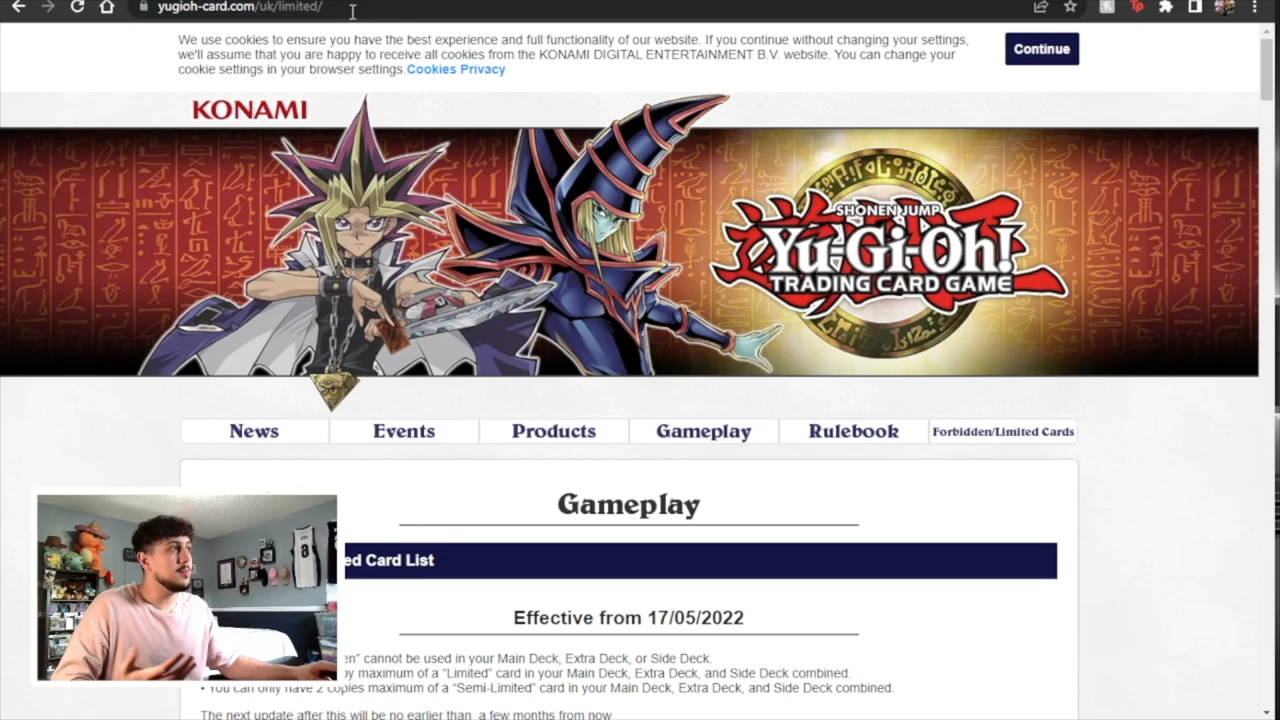 yugioh-card.com/uk/limited/
We use cookies to ensure you have the best experience and full functionality of our website. If you continue without changing your settings,
we'll assume that you are happy to receive all cookies from the KONAMI DIGITAL ENTERTAINMENT B.V. website. You can change your
cookie settings in your browser settings.Cookies Privacy
Continue
KONAMI
SHONEN JUMP
Yu-Gi-Oh!
TRADING CARD GAME
News
Events
Products
Gameplay
Rulebook
Forbidden/Limited Cards
Gameplay
ed Card List
Effective from 17/05/2022
en” cannot be used in your Main Deck, Extra Deck, or Side Deck.
y maximum of a “Limited” card in your Main Deck, Extra Deck, and Side Deck combined.
• You can only have 2 copies maximum of a “Semi-Limited” card in your Main Deck, Extra Deck, and Side Deck combined.
The next update after this will be no earlier than a few months from now
8